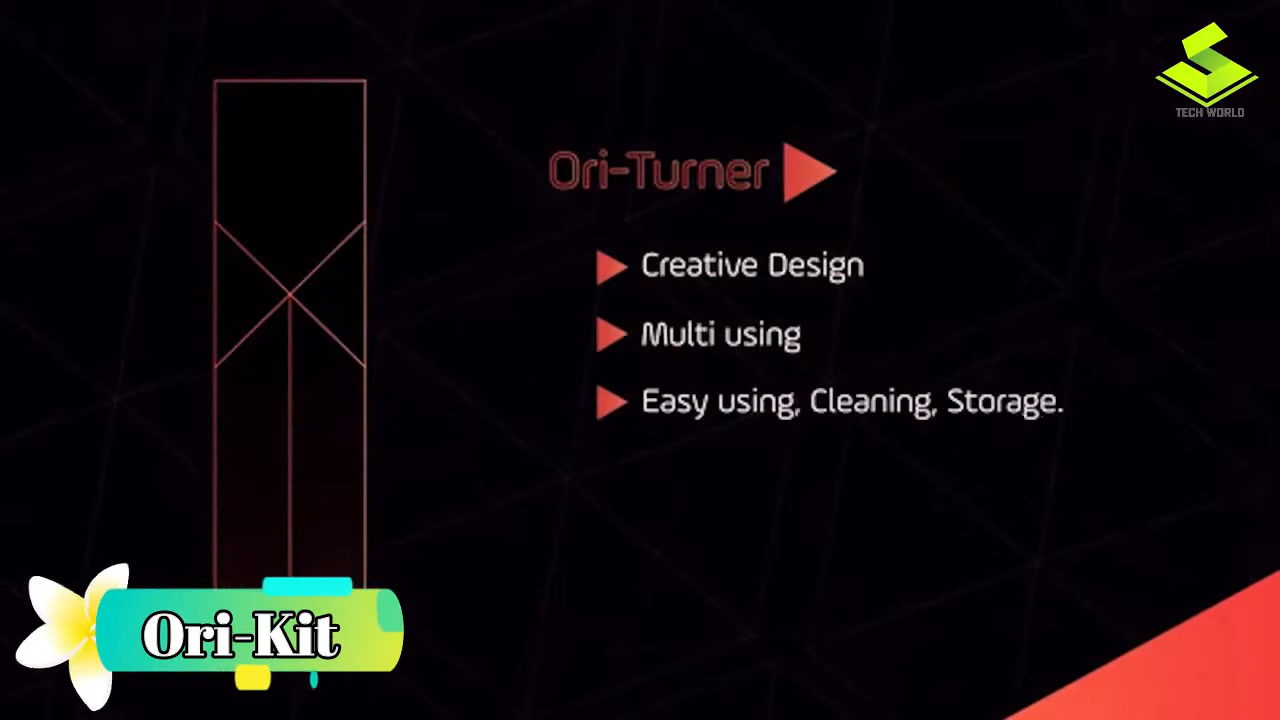 TECH WORLD
Ori-Turner
Creative Design
Multi using
Easy using, Cleaning, Storage.
Ori-Kit